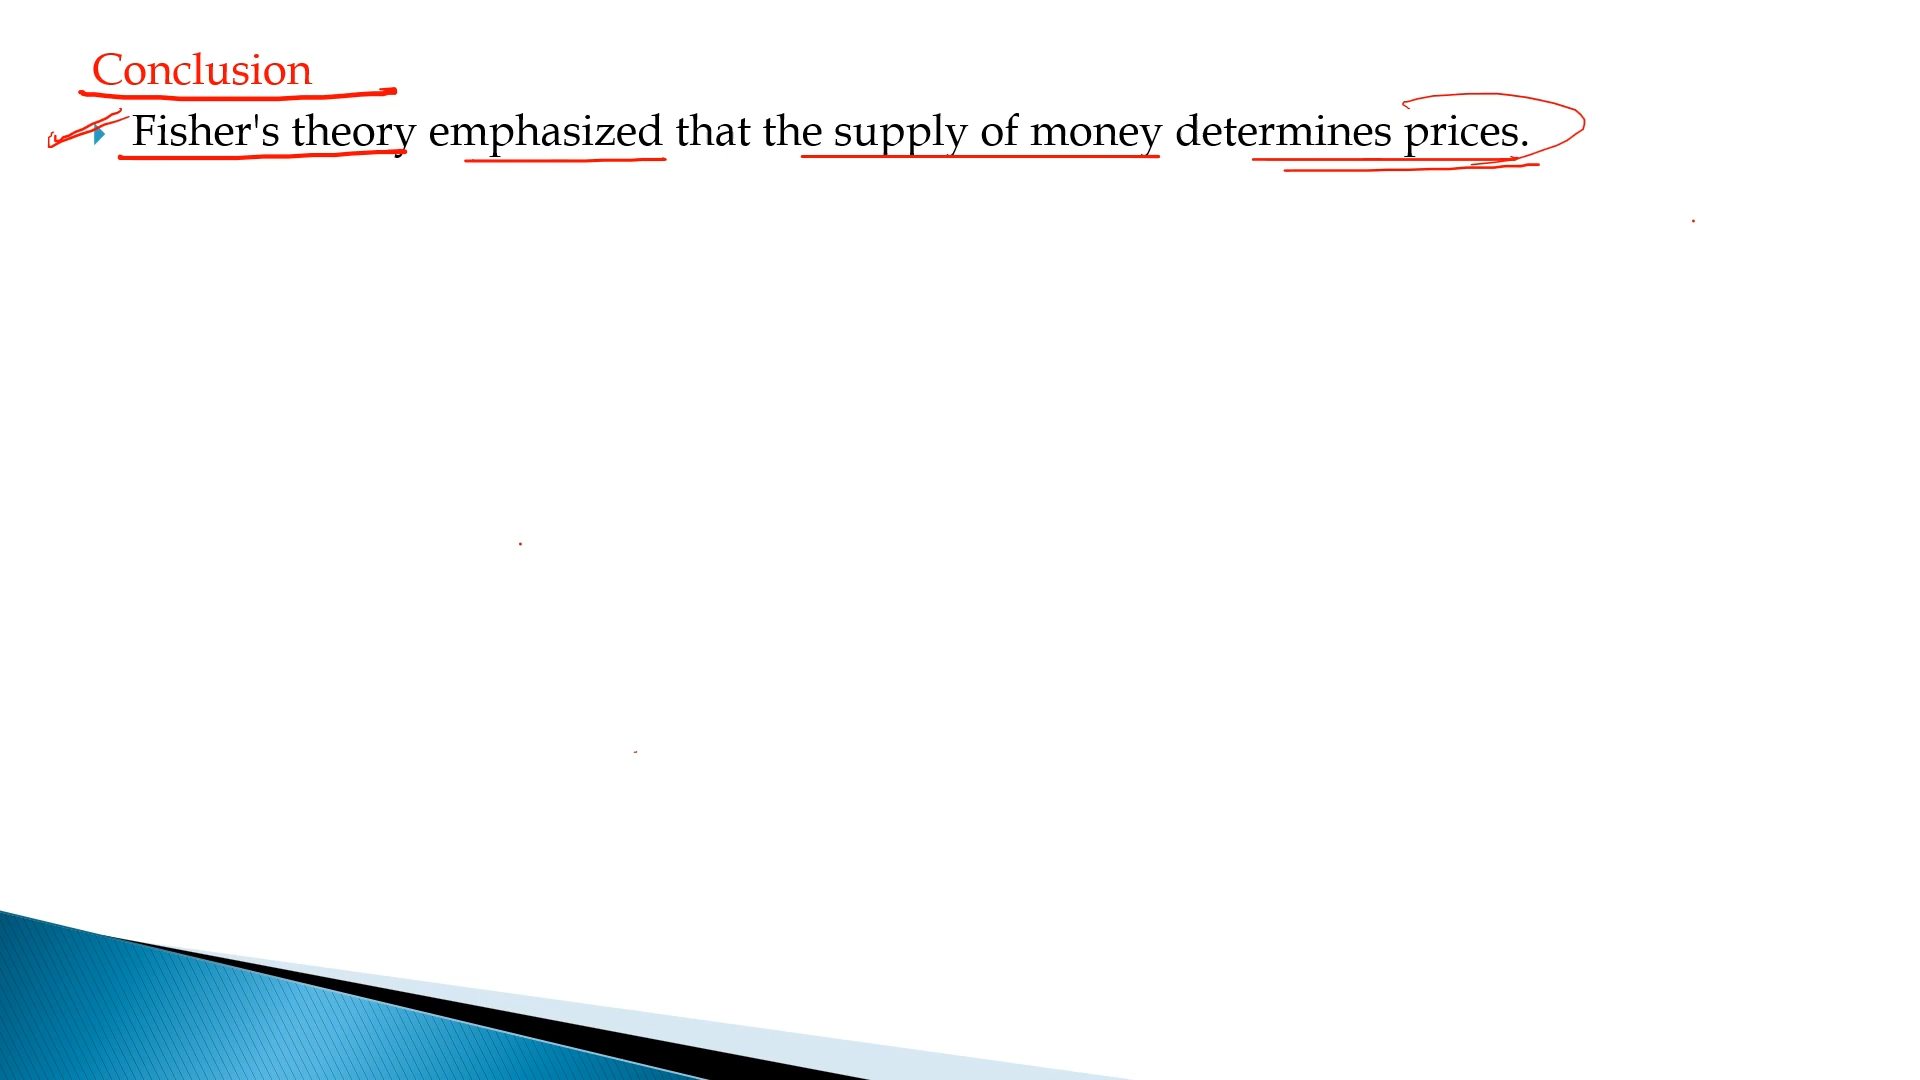 Conclusion
Fisher's theory emphasized that the supply of money determines prices.